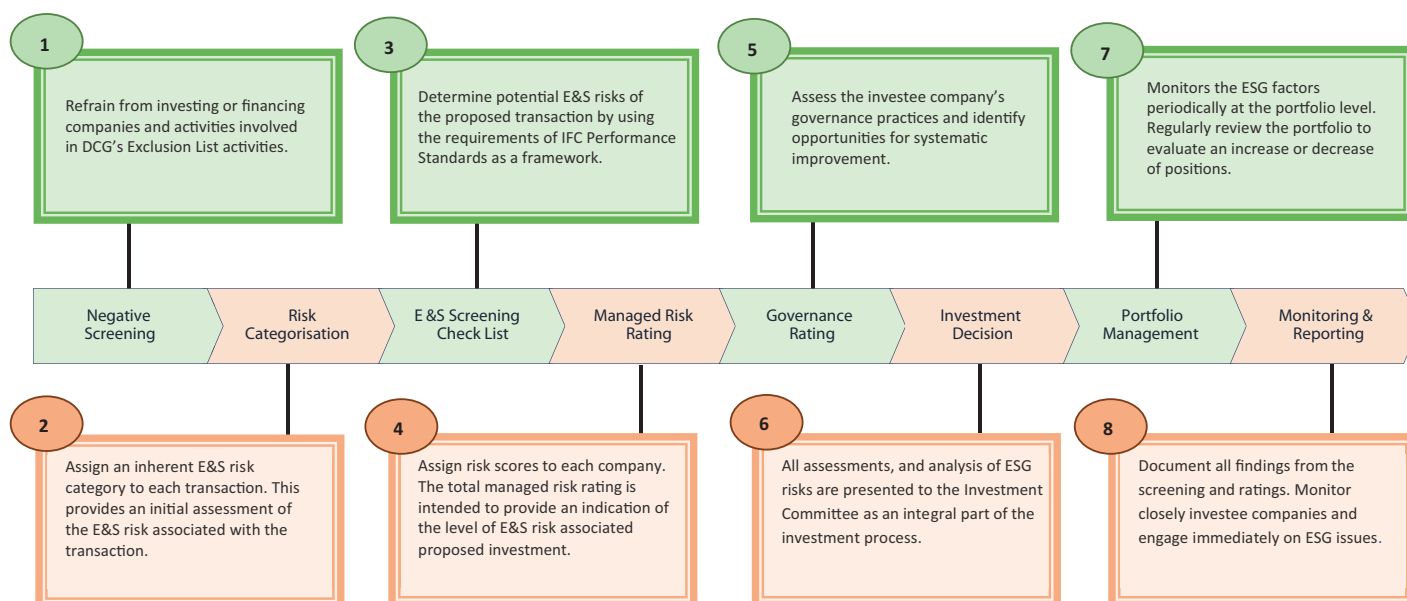 1
Refrain from investing or financing
companies and activities involved
in DCG's Exclusion List activities.
3
Determine potential E&S risks of
the proposed transaction by using
the requirements of IFC Performance
Standards as a framework.
5
Assess the investee company's
governance practices and identify
opportunities for systematic
improvement.
7
Monitors the ESG factors
periodically at the portfolio level.
Regularly review the portfolio to
evaluate an increase or decrease
of positions.
Negative
Screening
Risk
Categorisation
E &S Screening
Check List
Managed Risk
Rating
Governance
Rating
Investment
Decision
Portfolio
Management
Monitoring &
Reporting
2
Assign an inherent E&S risk
category to each transaction. This
provides an initial assessment of
the E&S risk associated with the
transaction.
4
Assign risk scores to each company.
The total managed risk rating is
intended to provide an indication of
the level of E&S risk associated
proposed investment.
6
All assessments, and analysis of ESG
risks are presented to the Investment
Committee as an integral part of the
investment process.
8
Document all findings from the
screening and ratings. Monitor
closely investee companies and
engage immediately on ESG issues.